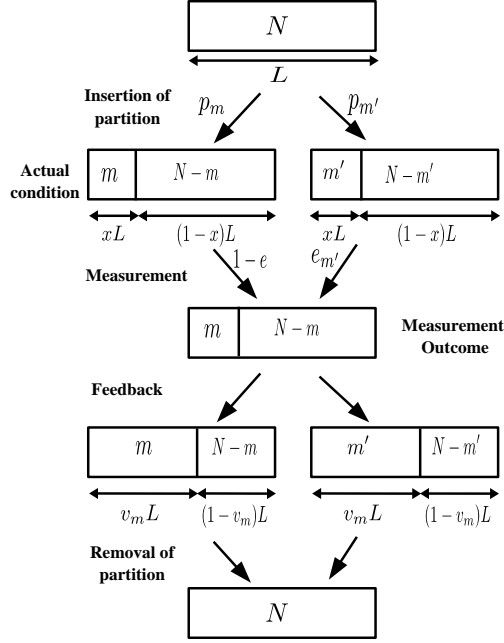 N
L
Insertion of
partition
p_m
p_{m'}
Actual
condition
m
N − m
m′
N − m′
xL
(1 − x)L
xL
(1 − x)L
Measurement
1 − e
e_{m'}
m
N − m
Measurement
Outcome
Feedback
m
N − m
m′
N − m′
v_m L
(1 − v_m)L
v_m L
(1 − v_m)L
Removal of
partition
N